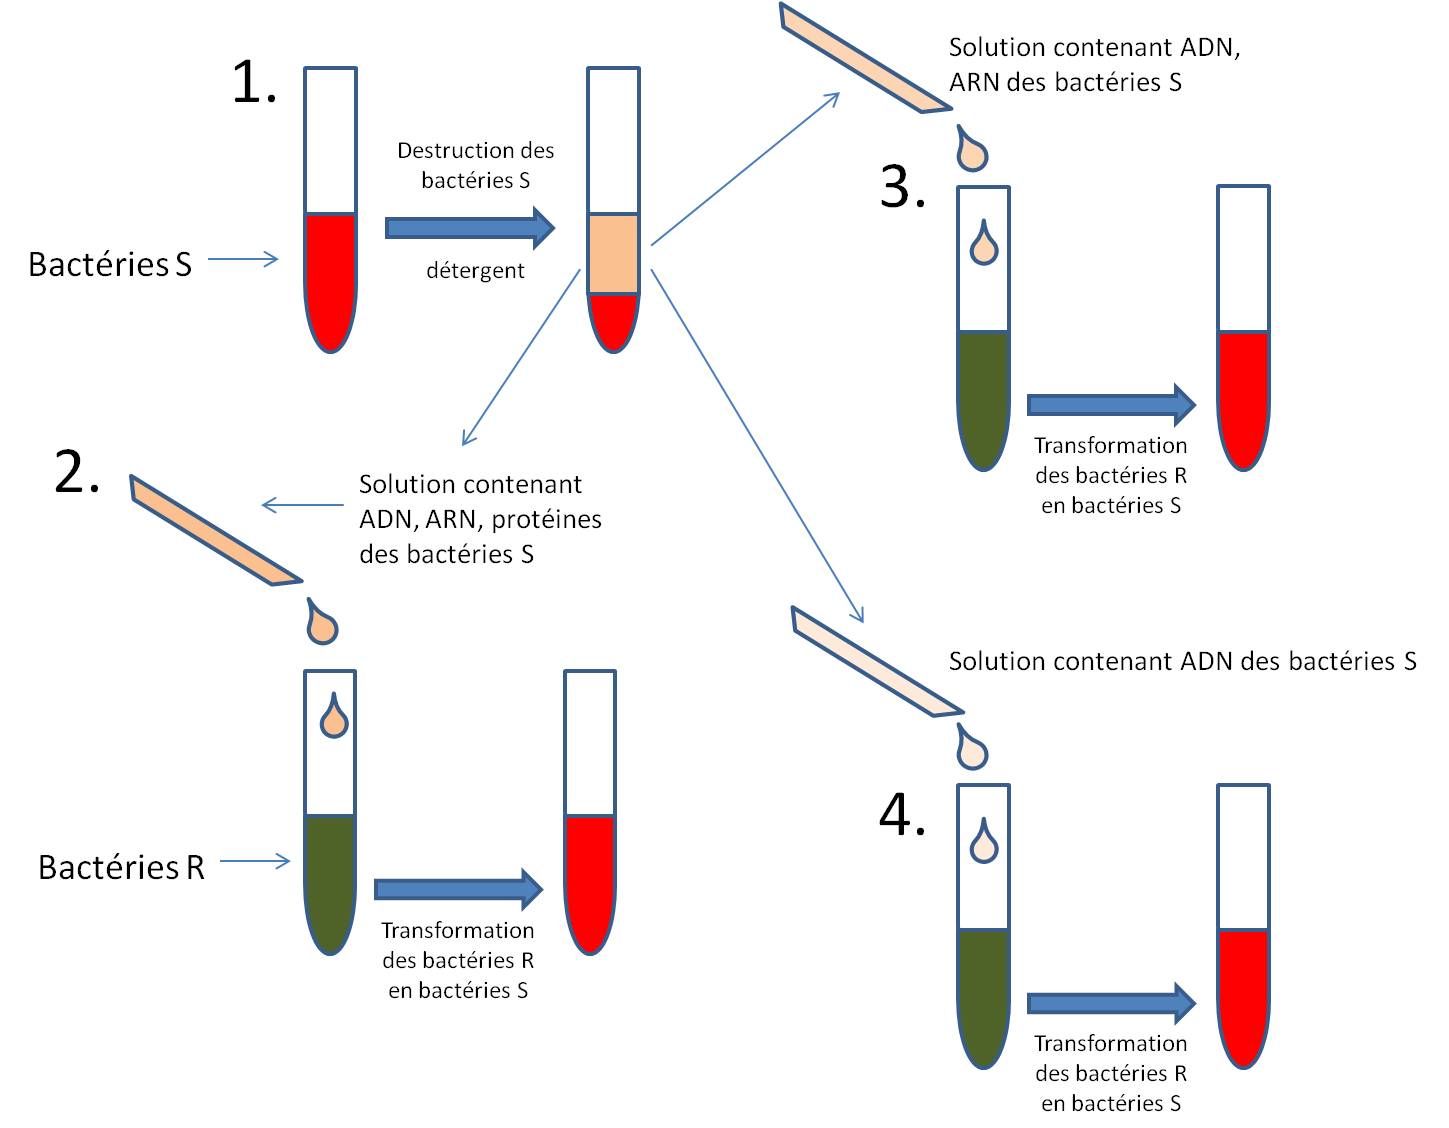 1.
Destruction des
bactéries S
détergent
Bactéries S
Solution contenant ADN,
ARN des bactéries S
3.
Transformation
des bactéries R
en bactéries S
2.
Solution contenant
ADN, ARN, protéines
des bactéries S
Bactéries R
Transformation
des bactéries R
en bactéries S
Solution contenant ADN des bactéries S
4.
Transformation
des bactéries R
en bactéries S